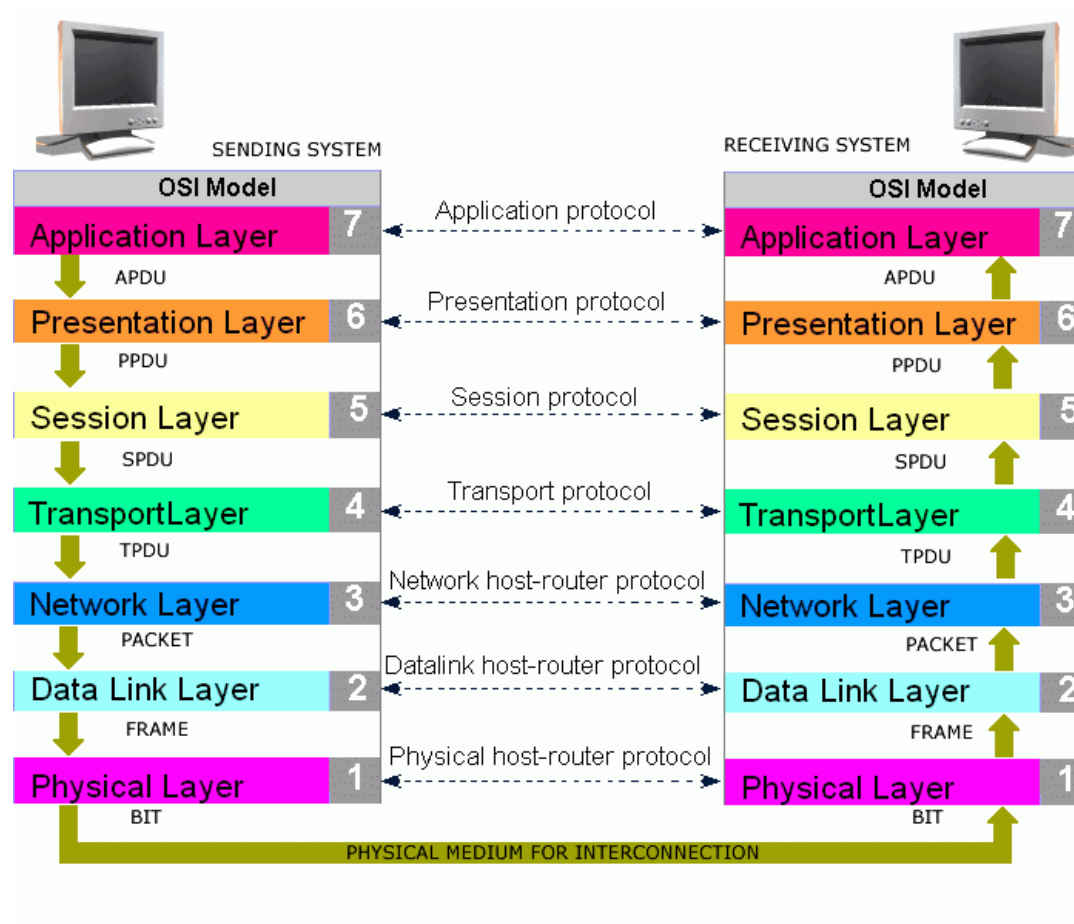 SENDING SYSTEM
RECEIVING SYSTEM
OSI Model
OSI Model
Application Layer 7
Application protocol
Application Layer 7
APDU
APDU
Presentation Layer 6
Presentation protocol
Presentation Layer 6
PPDU
PPDU
Session Layer 5
Session protocol
Session Layer 5
SPDU
SPDU
TransportLayer 4
Transport protocol
TransportLayer 4
TPDU
TPDU
Network Layer 3
Network host-router protocol
Network Layer 3
PACKET
PACKET
Data Link Layer 2
Datalink host-router protocol
Data Link Layer 2
FRAME
FRAME
Physical Layer 1
Physical host-router protocol
Physical Layer 1
BIT
BIT
PHYSICAL MEDIUM FOR INTERCONNECTION